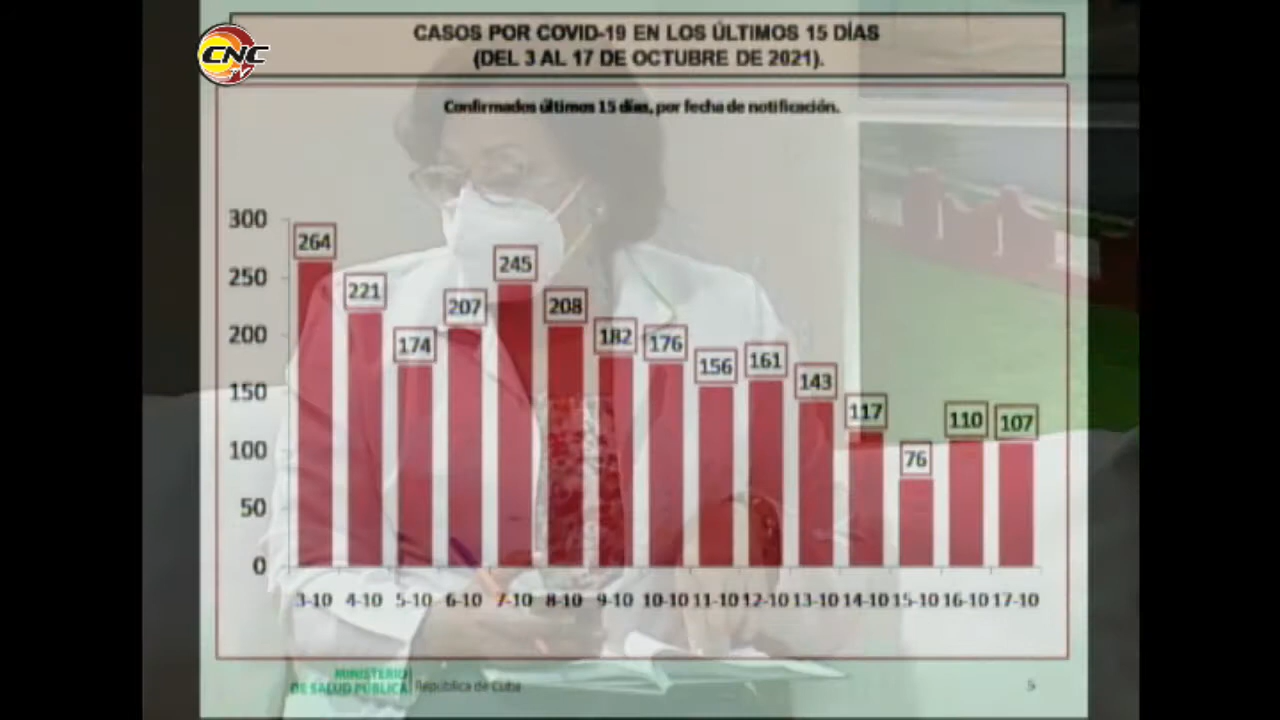 CNC
TV
CASOS POR COVID-19 EN LOS ÚLTIMOS 15 DÍAS
(DEL 3 AL 17 DE OCTUBRE DE 2021).
Confirmados últimos 15 días, por fecha de notificación.
300
250
200
150
100
50
0
264
221
174
207
245
208
182
176
156
161
143
117
76
110
107
3-10 4-10 5-10 6-10 7-10 8-10 9-10 10-10 11-10 12-10 13-10 14-10 15-10 16-10 17-10
MINISTERIO
DE SALUD PÚBLICA República de Cuba
5